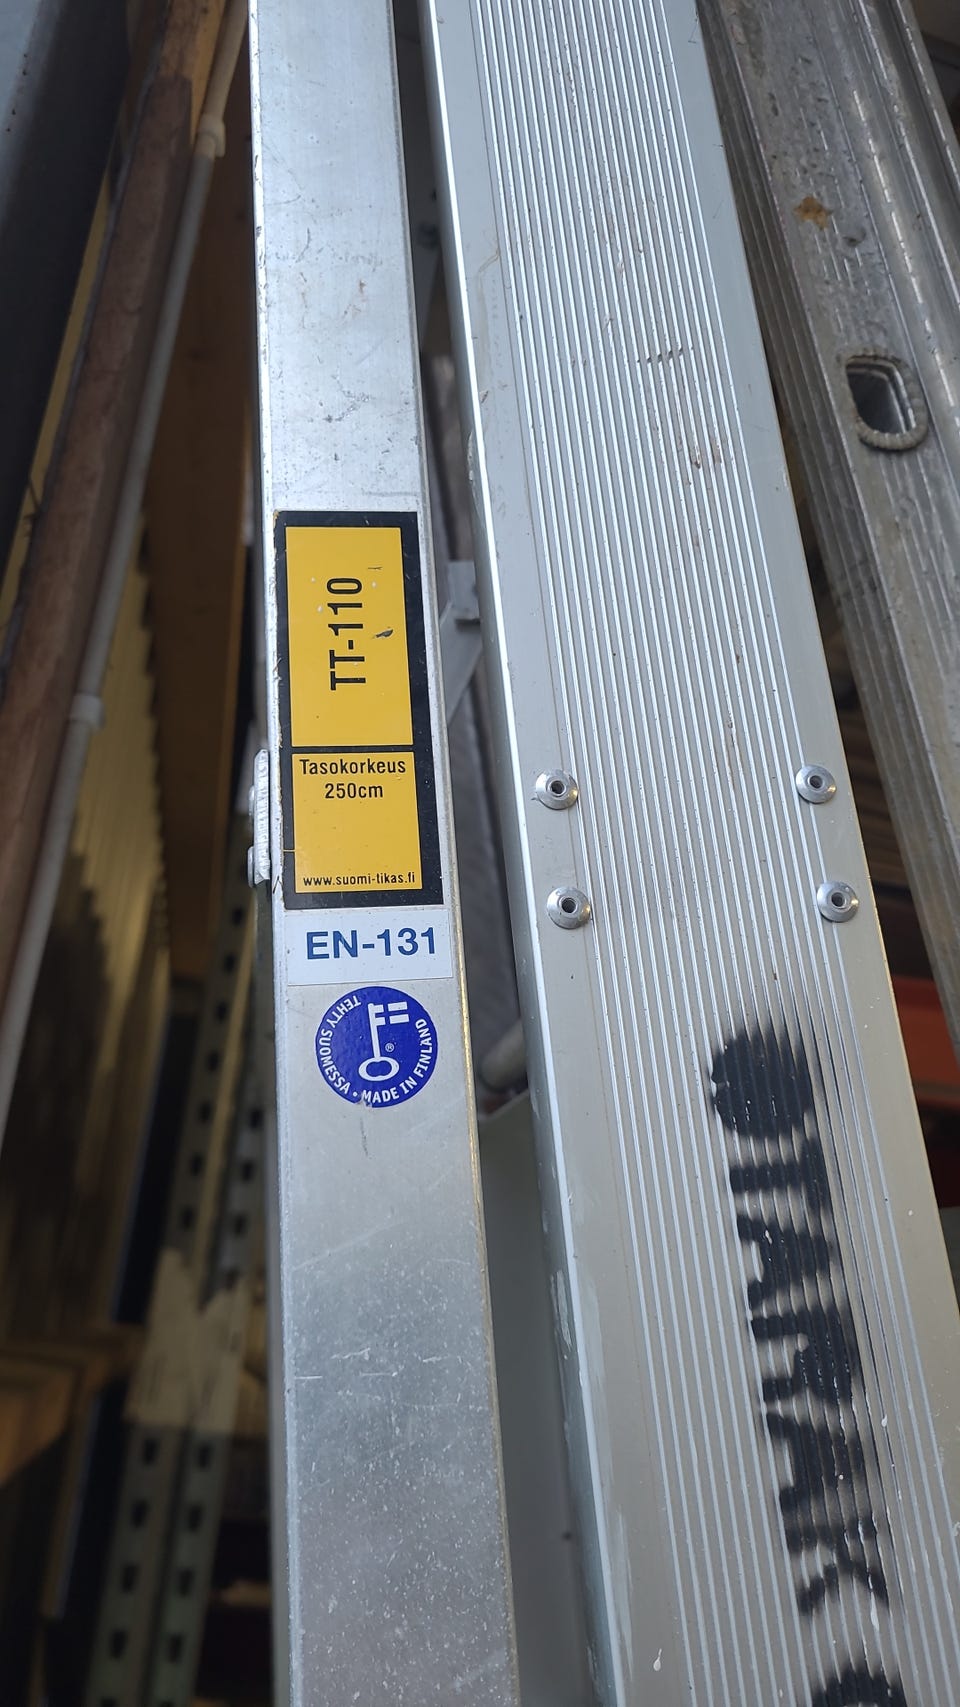 TT-110
Tasokorkeus
250cm
www.suomi-tikas.fi
EN-131
TEHTY SUOMESSA • MADE IN FINLAND
®